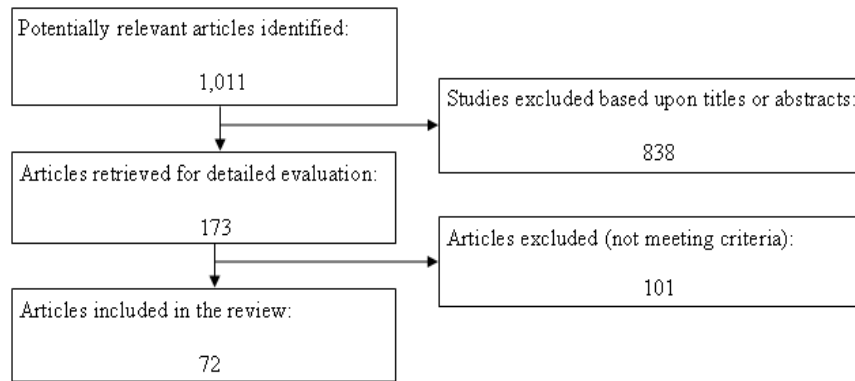 Potentially relevant articles identified:
1,011
Studies excluded based upon titles or abstracts:
838
Articles retrieved for detailed evaluation:
173
Articles excluded (not meeting criteria):
101
Articles included in the review:
72